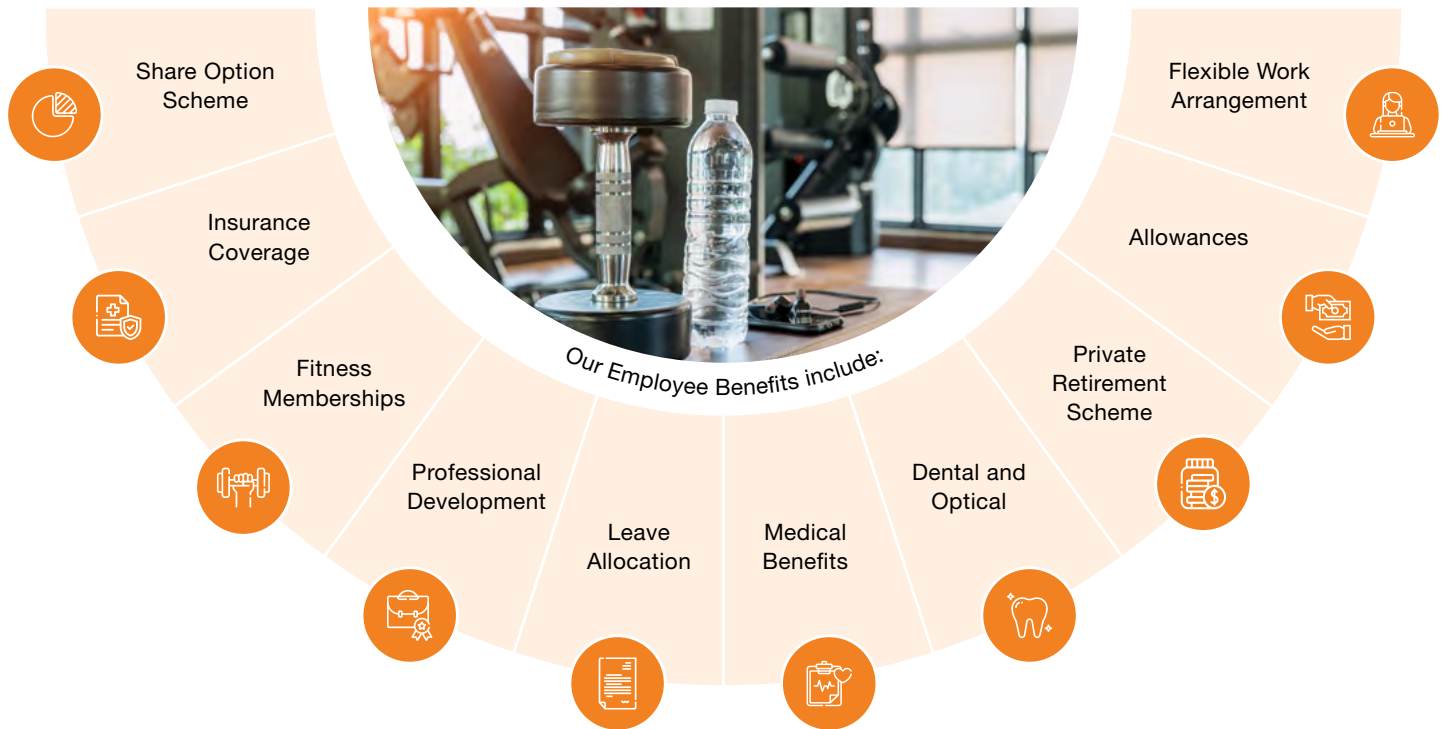 Our Employee Benefits include:
Share Option
Scheme
Insurance
Coverage
Fitness
Memberships
Professional
Development
Leave
Allocation
Medical
Benefits
Dental and
Optical
Private
Retirement
Scheme
Allowances
Flexible Work
Arrangement